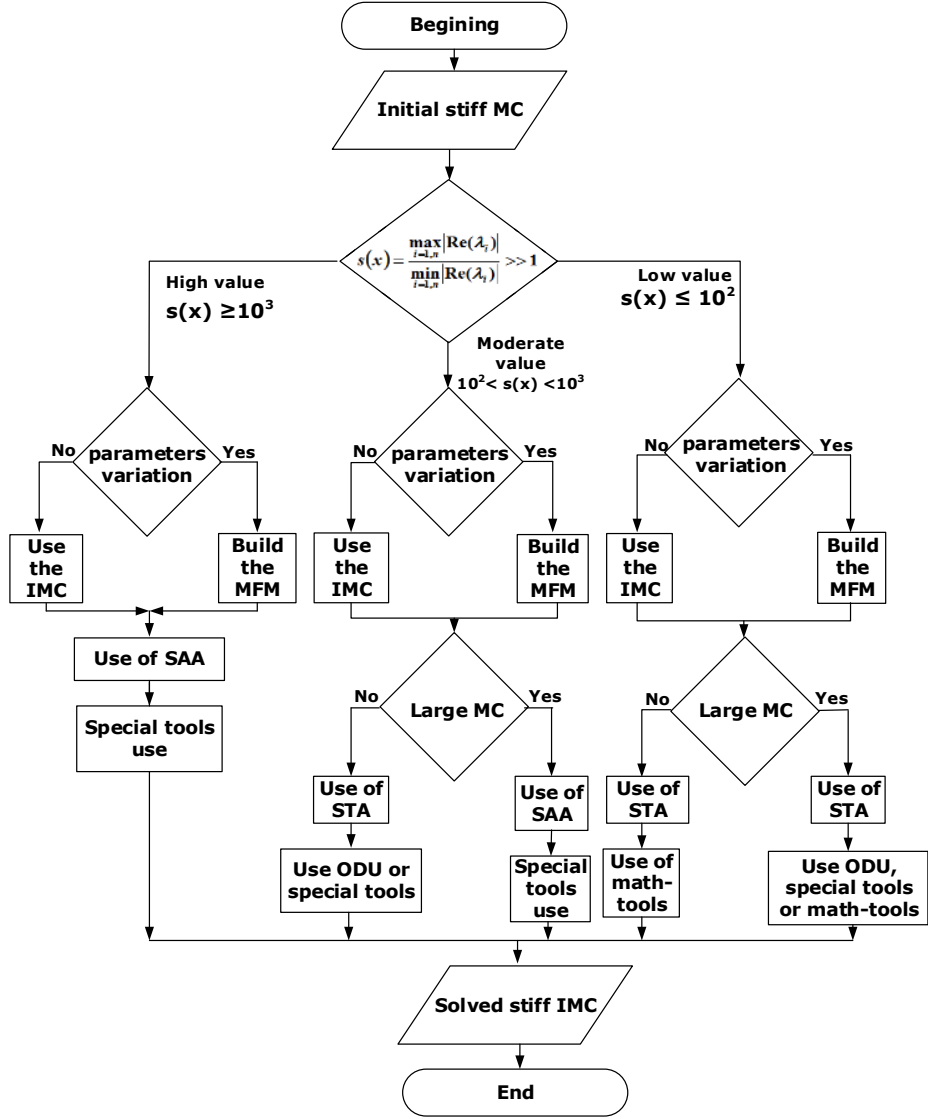 Begining
Initial stiff MC
s(x) = max i=1,n |Re(λi)| / min i=1,n |Re(λi)| >> 1
High value
s(x) ≥10³
Moderate
value
10²< s(x) <10³
Low value
s(x) ≤ 10²
No
parameters
variation
Yes
No
parameters
variation
Yes
No
parameters
variation
Yes
Use
the
IMC
Build
the
MFM
Use
the
IMC
Build
the
MFM
Use
the
IMC
Build
the
MFM
Use of SAA
Special tools
use
No
Large MC
Yes
No
Large MC
Yes
Use of
STA
Use of
SAA
Use of
STA
Use of
STA
Use ODU or
special tools
Special
tools
use
Use of
math-
tools
Use ODU,
special tools
or math-tools
Solved stiff IMC
End